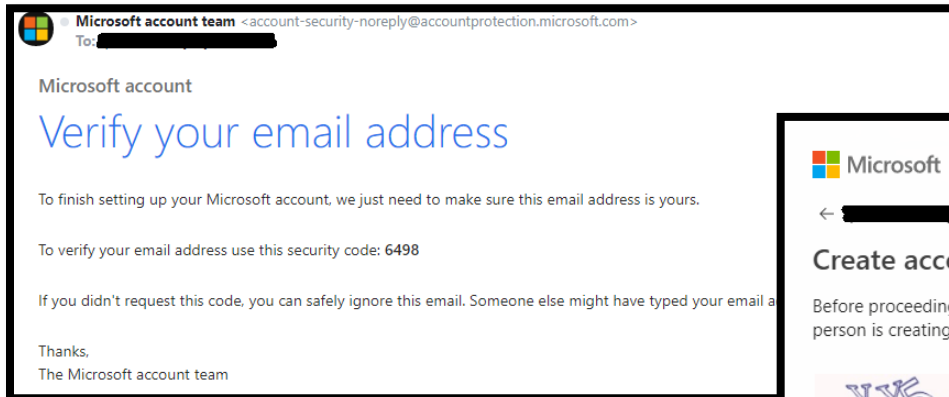 Microsoft account team <account-security-noreply@accountprotection.microsoft.com>
To:
Microsoft account
Verify your email address
To finish setting up your Microsoft account, we just need to make sure this email address is yours.
To verify your email address use this security code: 6498
If you didn't request this code, you can safely ignore this email. Someone else might have typed your email a
Thanks,
The Microsoft account team
Microsoft
Create acc
Before proceeding
person is creating